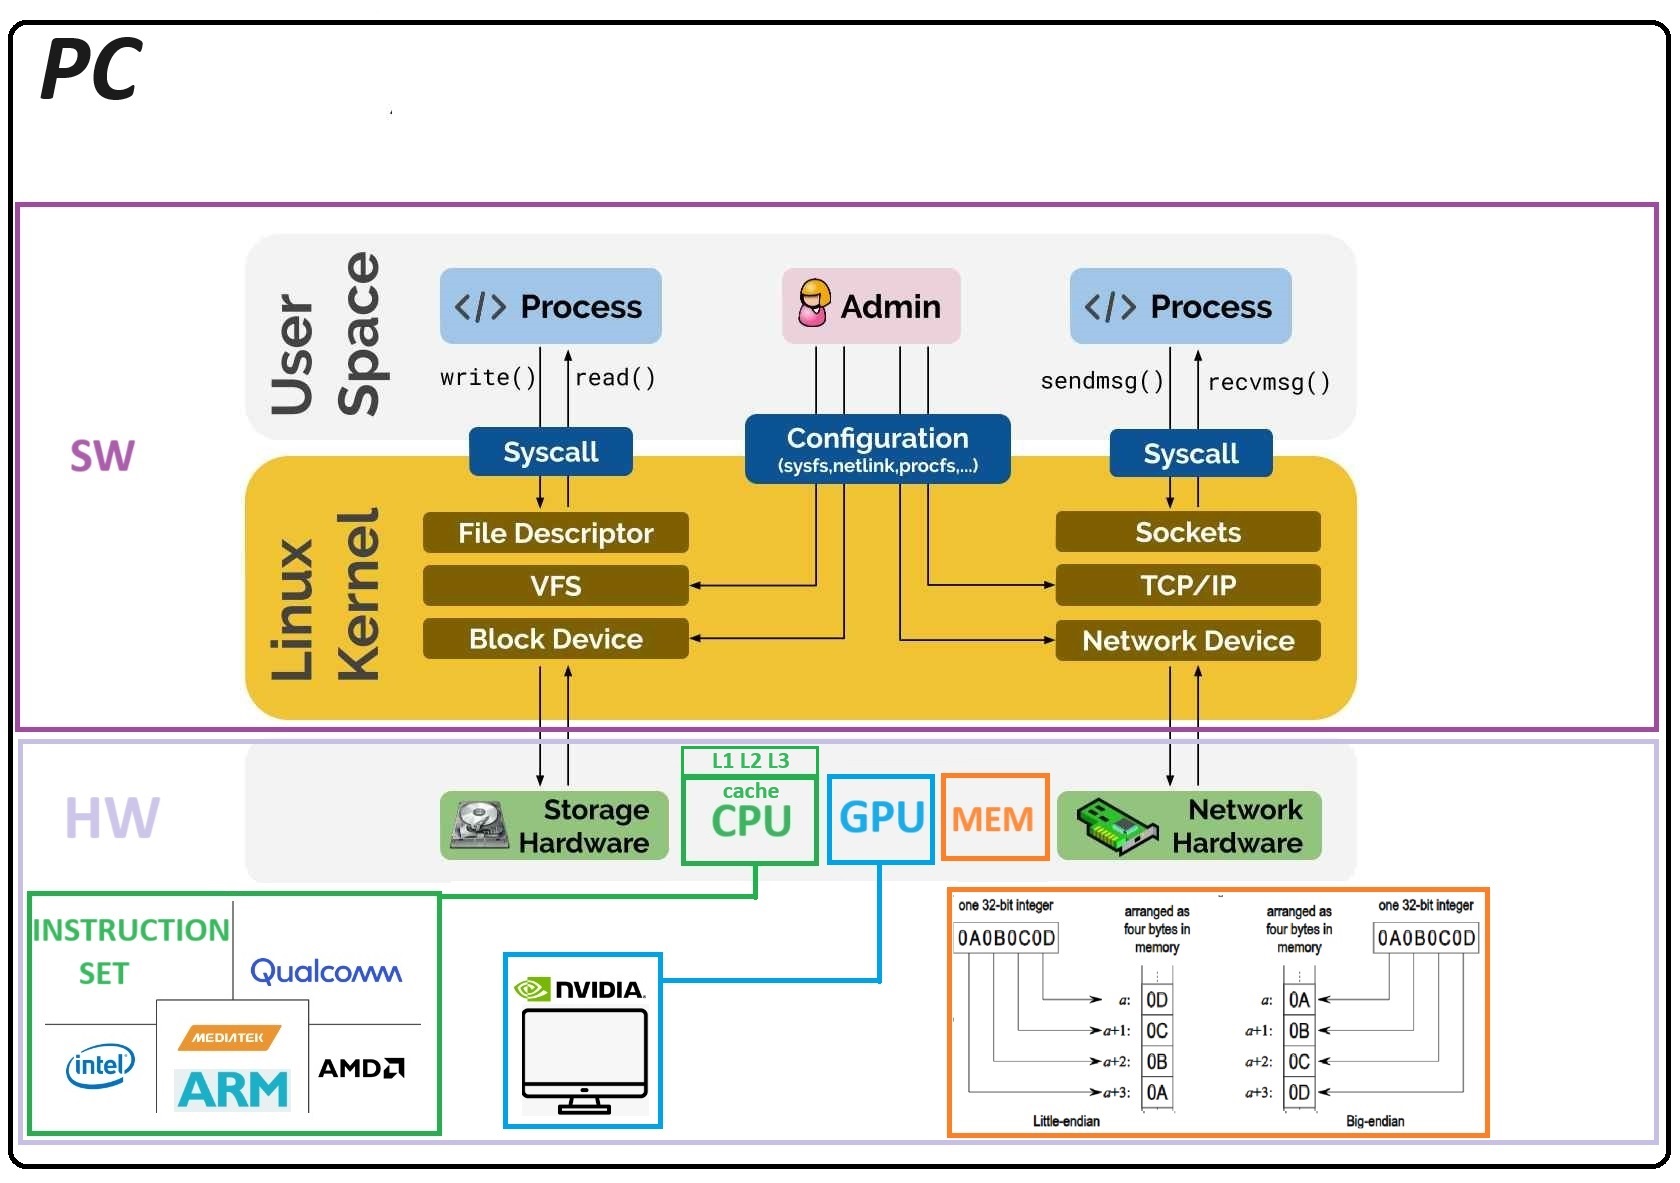 PC
SW
User
Space
</> Process
Admin
</> Process
write()
read()
sendmsg()
recvmsg()
Syscall
Configuration
(sysfs,netlink,procfs,...)
Syscall
Linux
Kernel
File Descriptor
VFS
Block Device
Sockets
TCP/IP
Network Device
HW
Storage
Hardware
L1 L2 L3
cache
CPU
GPU
MEM
Network
Hardware
INSTRUCTION
SET
Qualcomm
intel
MEDIATEK
ARM
AMD
NVIDIA.
one 32-bit integer
0A0B0C0D
arranged as
four bytes in
memory
a: 0D
a+1: 0C
a+2: 0B
a+3: 0A
Little-endian
arranged as
four bytes in
memory
one 32-bit integer
0A0B0C0D
a: 0A
a+1: 0B
a+2: 0C
a+3: 0D
Big-endian